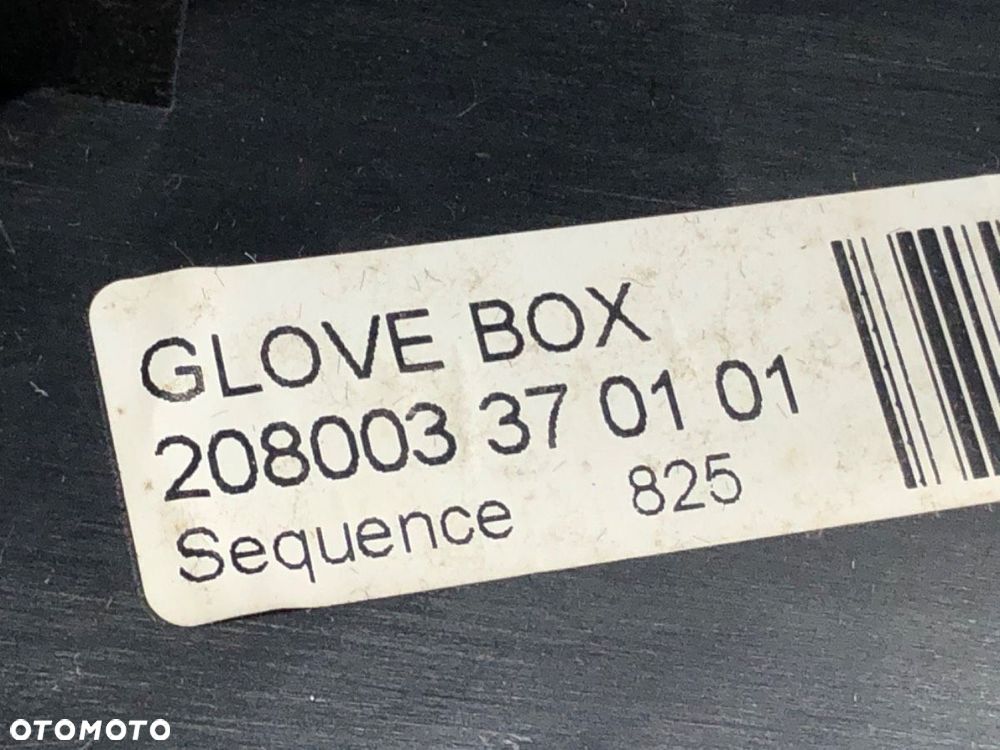 GLOVE BOX
208003 37 01 01
Sequence 825
OTOMOTO